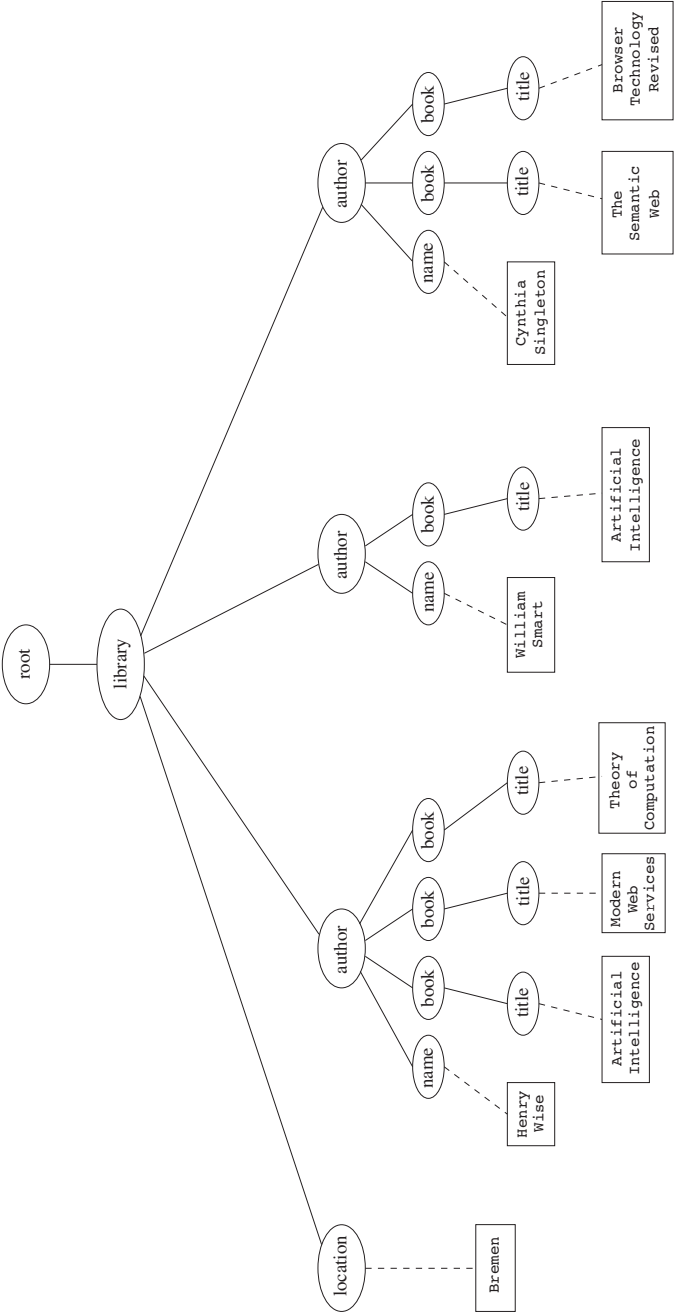 root
library
location
author
author
author
name
book
book
book
name
book
name
book
book
title
title
title
title
title
title
Bremen
Henry
Wise
William
Smart
Cynthia
Singleton
Artificial
Intelligence
Modern
Web
Services
Theory
of
Computation
Artificial
Intelligence
The
Semantic
Web
Browser
Technology
Revised